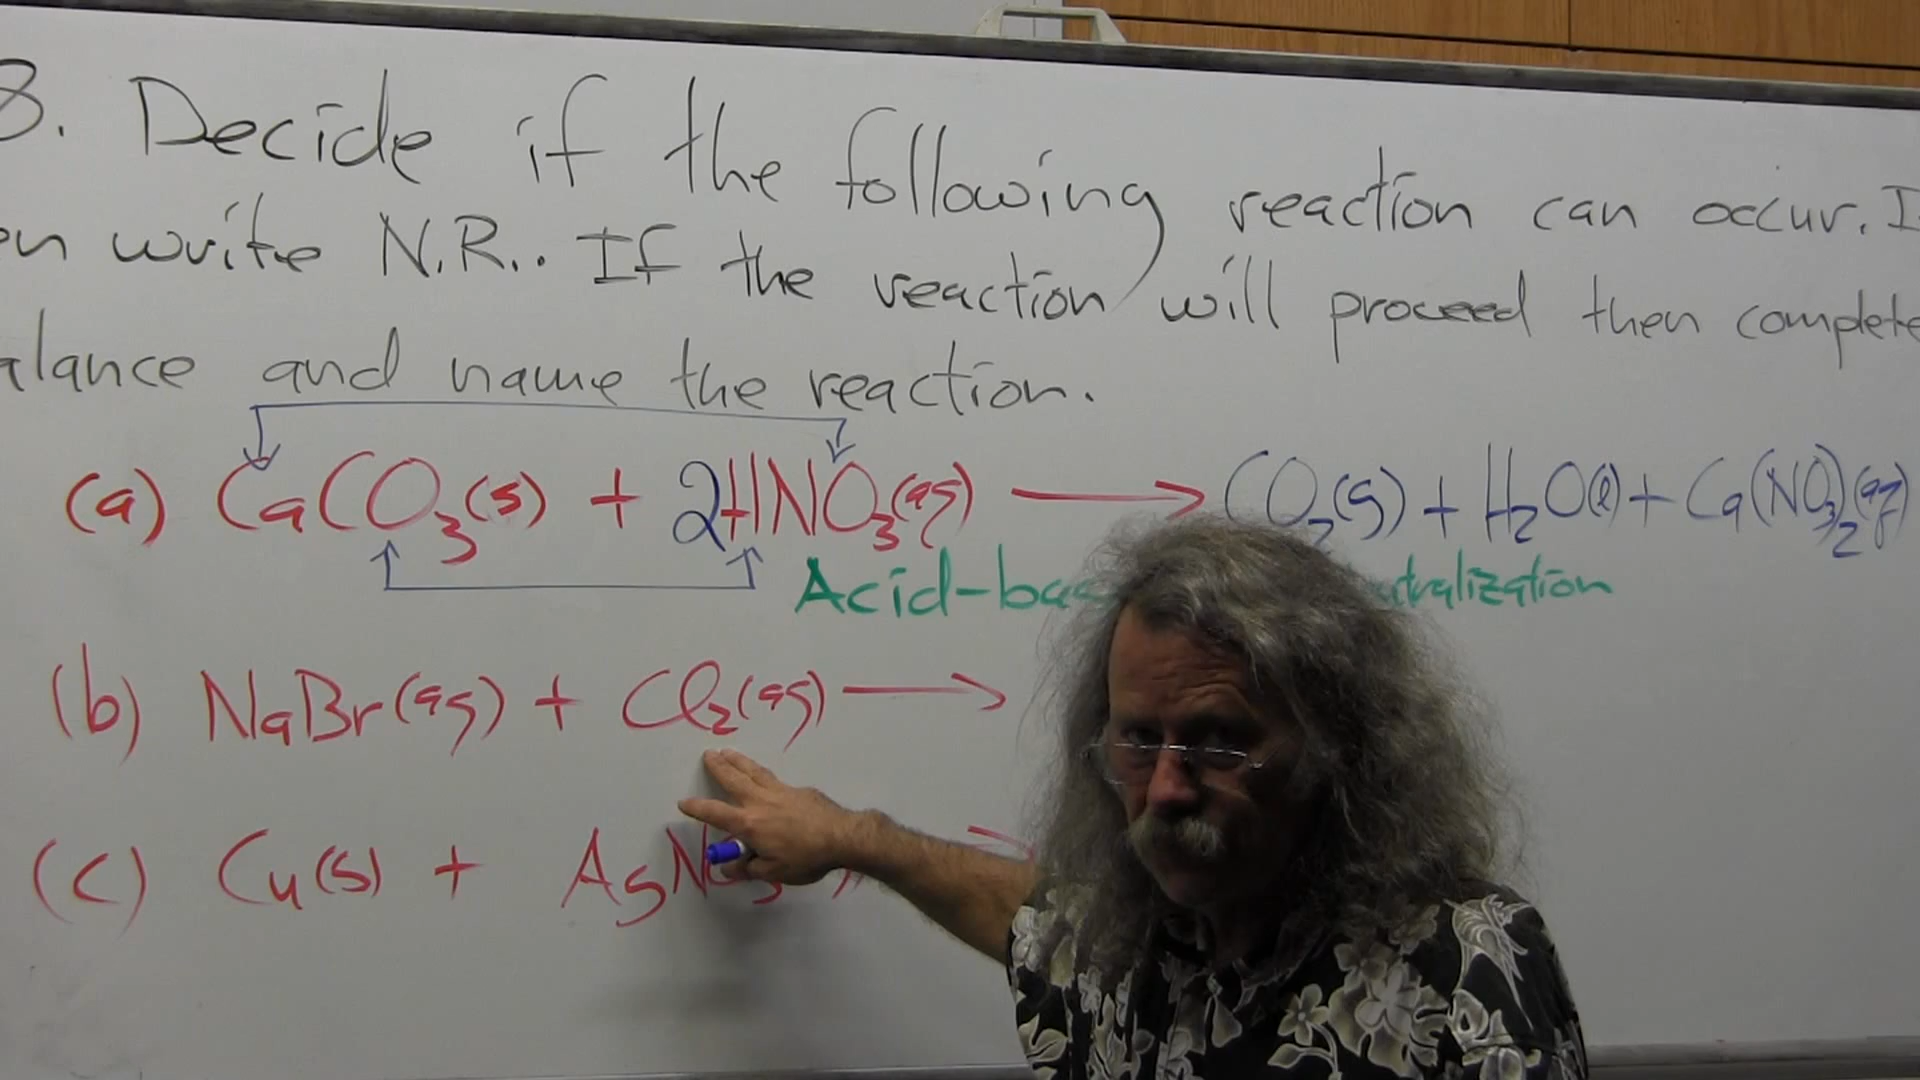 8. Decide if the following reaction can occur. I
en write N.R.. If the reaction will proceed then complete
alance and name the reaction.
(a) CaCO₃(s) + 2HNO₃(aq) ⟶ CO₂(g) + H₂O(l) + Ca(NO₃)₂(aq)
Acid-ba utralization
(b) NaBr(aq) + Cl₂(aq) ⟶
(c) Cu(s) + AgNO₃ ⟶